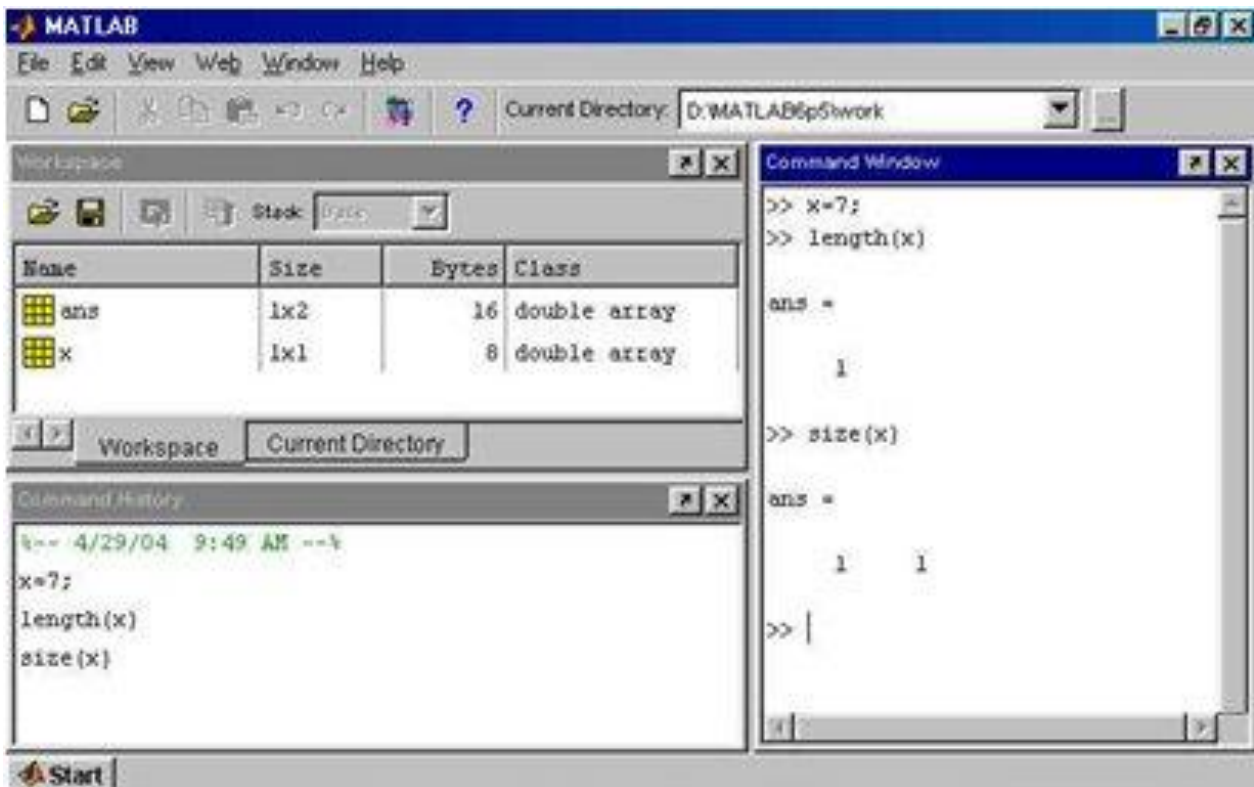 MATLAB
File Edit View Web Window Help
? Current Directory: D:\MATLAB6p5\work ...
Workspace
Stack: Base
Name Size Bytes Class
ans 1x2 16 double array
x 1x1 8 double array
Workspace Current Directory
Command History
%-- 4/29/04 9:49 AM --%
x=7;
length(x)
size(x)
Command Window
>> x=7;
>> length(x)
ans =
1
>> size(x)
ans =
1 1
>>
Start